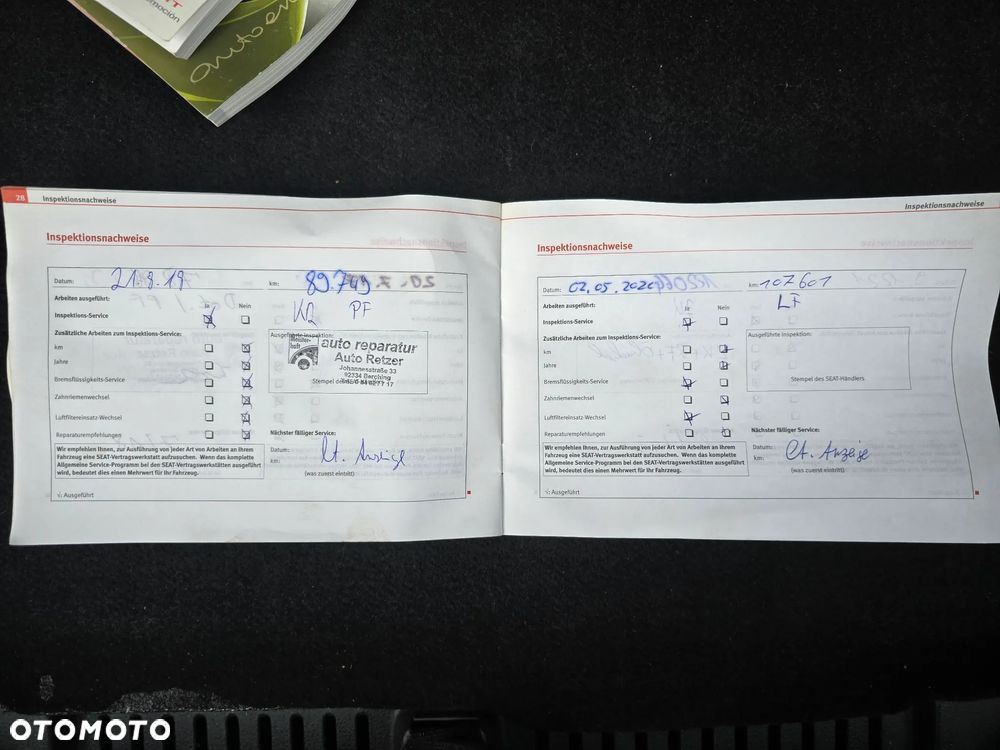 omoción
28 Inspektionsnachweise
Inspektionsnachweise
Datum: 21.8.19 km: 89.749
Arbeiten ausgeführt: Ja Nein PF
Inspektions-Service
Zusätzliche Arbeiten zum Inspektions-Service:
km
Jahre
Bremsflüssigkeits-Service
Zahnriemenwechsel
Luftfiltereinsatz-Wechsel
Reparaturempfehlungen
Ausgeführte Inspektion:
auto reparatur
Auto Retzer
Johannesstraße 33
92334 Berching
Nächster fälliger Service:
Datum:
km:
lt. Anzeige
(was zuerst eintritt)
Wir empfehlen Ihnen, zur Ausführung von jeder Art von Arbeiten an Ihrem
Fahrzeug eine SEAT-Vertragswerkstatt aufzusuchen. Wenn das komplette
Allgemeine Service-Programm bei den SEAT-Vertragswerkstätten ausgeführt
wird, bedeutet dies einen Mehrwert für Ihr Fahrzeug.
√: Ausgeführt
Inspektionsnachweise
Inspektionsnachweise
Datum: 02.05.2020 km: 107601
Arbeiten ausgeführt: Ja Nein LF
Inspektions-Service
Zusätzliche Arbeiten zum Inspektions-Service:
km
Jahre
Bremsflüssigkeits-Service
Zahnriemenwechsel
Luftfiltereinsatz-Wechsel
Reparaturempfehlungen
Ausgeführte Inspektion:
Stempel des SEAT-Händlers
Nächster fälliger Service:
Datum:
km:
lt. Anzeige
(was zuerst eintritt)
Wir empfehlen Ihnen, zur Ausführung von jeder Art von Arbeiten an Ihrem
Fahrzeug eine SEAT-Vertragswerkstatt aufzusuchen. Wenn das komplette
Allgemeine Service-Programm bei den SEAT-Vertragswerkstätten ausgeführt
wird, bedeutet dies einen Mehrwert für Ihr Fahrzeug.
√: Ausgeführt
OTOMOTO